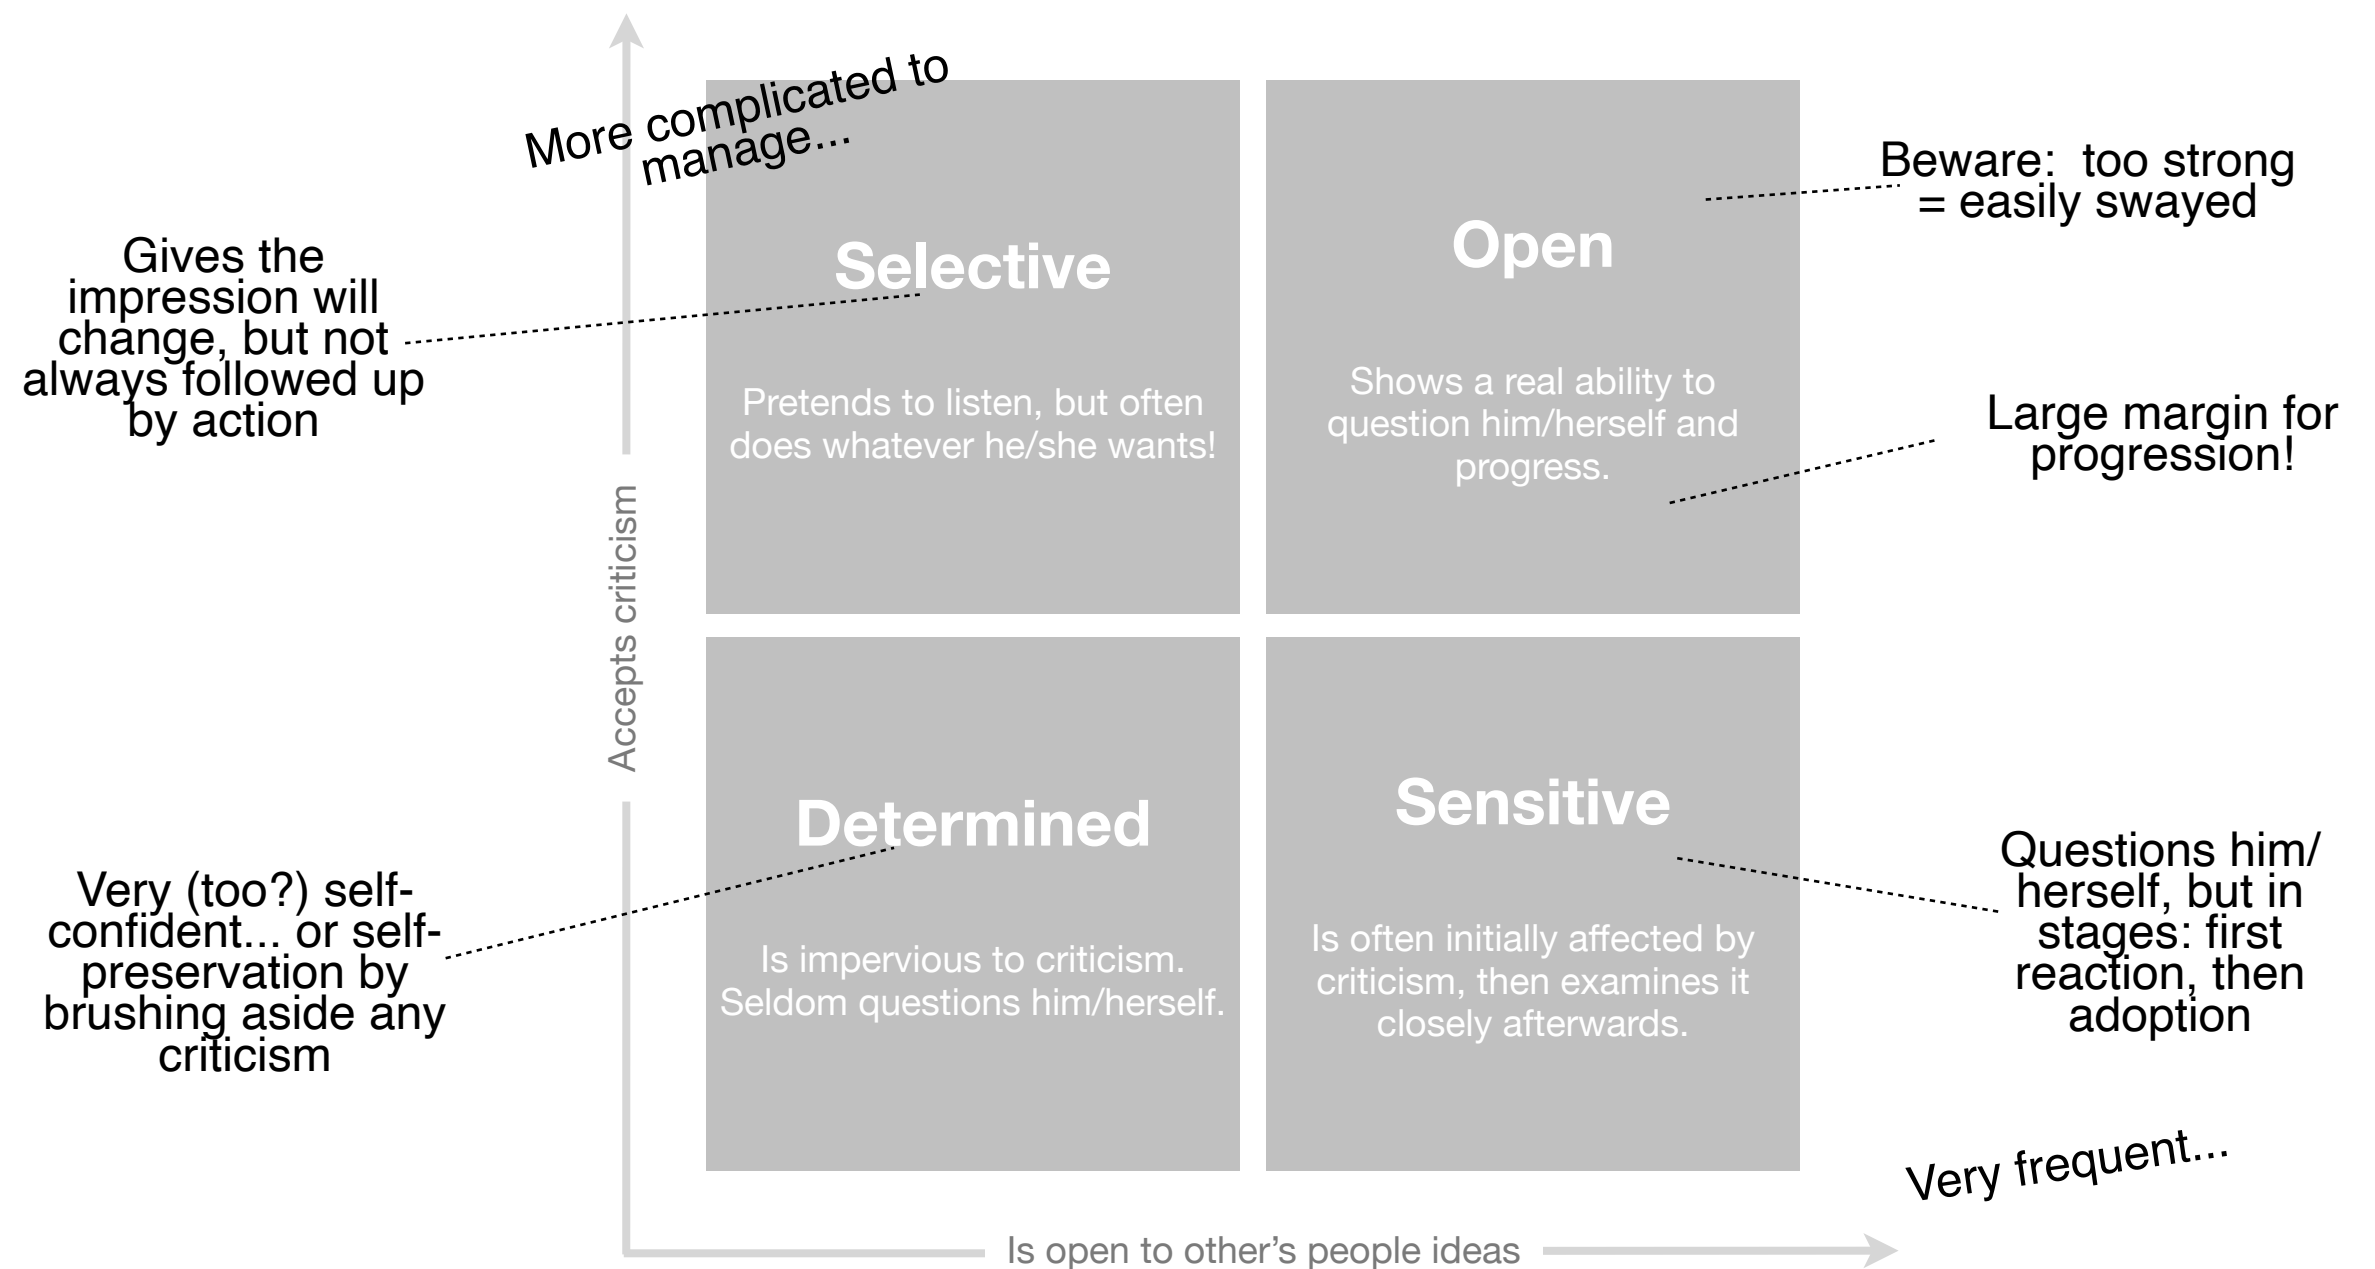 More complicated to
manage...
Gives the
impression will
change, but not
always followed up
by action
Selective
Pretends to listen, but often
does whatever he/she wants!
Open
Shows a real ability to
question him/herself and
progress.
Beware:  too strong
= easily swayed
Large margin for
progression!
Accepts criticism
Very (too?) self-
confident... or self-
preservation by
brushing aside any
criticism
Determined
Is impervious to criticism.
Seldom questions him/herself.
Sensitive
Is often initially affected by
criticism, then examines it
closely afterwards.
Questions him/
herself, but in
stages: first
reaction, then
adoption
Very frequent...
Is open to other’s people ideas